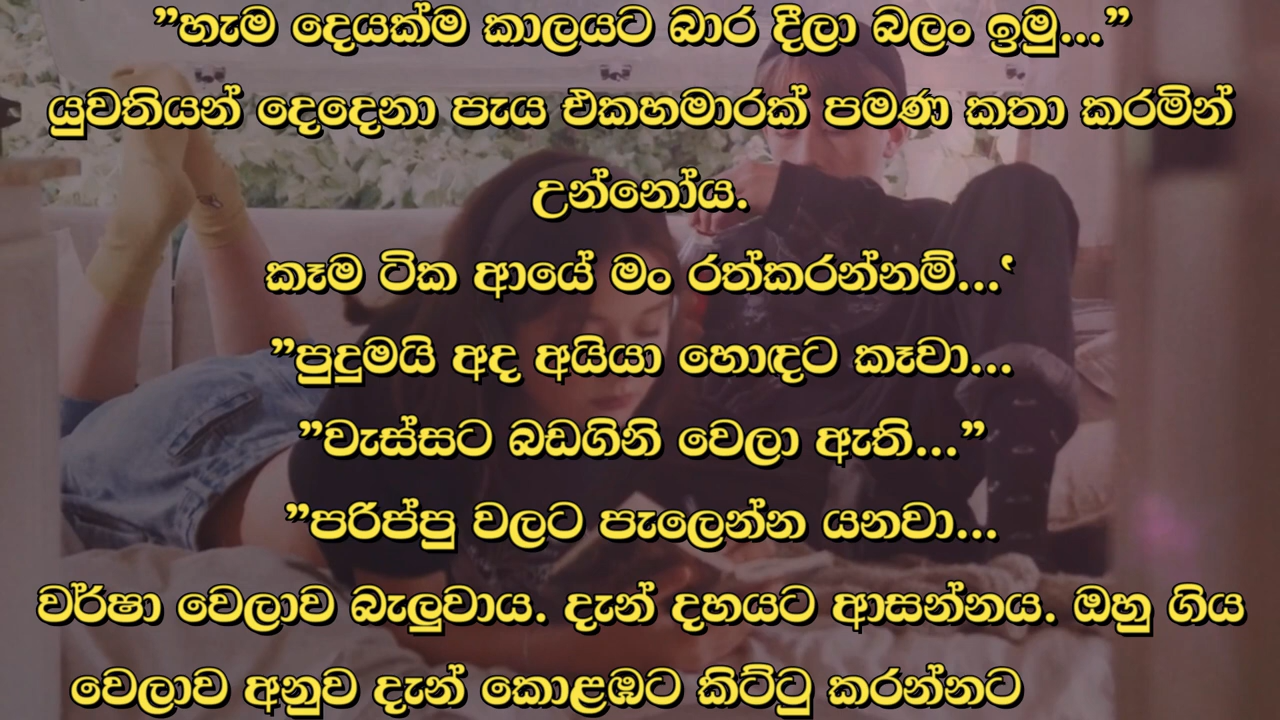 ”හැම දෙයක්ම කාලයට බාර දීලා බලං ඉමු...”
යුවතියන් දෙදෙනා පැය එකහමාරක් පමණ කතා කරමින්
උන්නෝය.
කෑම ටික ආයේ මං රත්කරන්නම්...‛
”පුදුමයි අද අයියා හොඳට කෑවා...
”වැස්සට බඩගිනි වෙලා ඇති...”
”පරිප්පු වලට පැලෙන්න යනවා...
වර්ෂා වෙලාව බැලුවාය. දැන් දහයට ආසන්නය. ඔහු ගිය
වෙලාව අනුව දැන් කොළඹට කිට්ටු කරන්නට